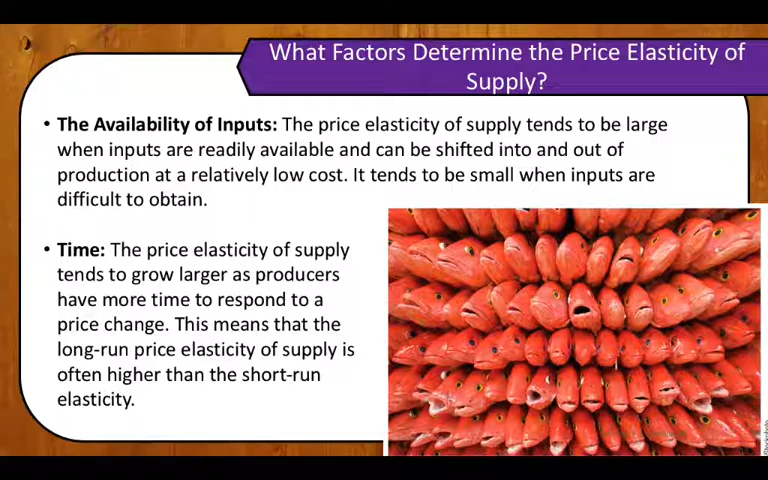 What Factors Determine the Price Elasticity of
Supply?
• The Availability of Inputs: The price elasticity of supply tends to be large
when inputs are readily available and can be shifted into and out of
production at a relatively low cost. It tends to be small when inputs are
difficult to obtain.
• Time: The price elasticity of supply
tends to grow larger as producers
have more time to respond to a
price change. This means that the
long-run price elasticity of supply is
often higher than the short-run
elasticity.